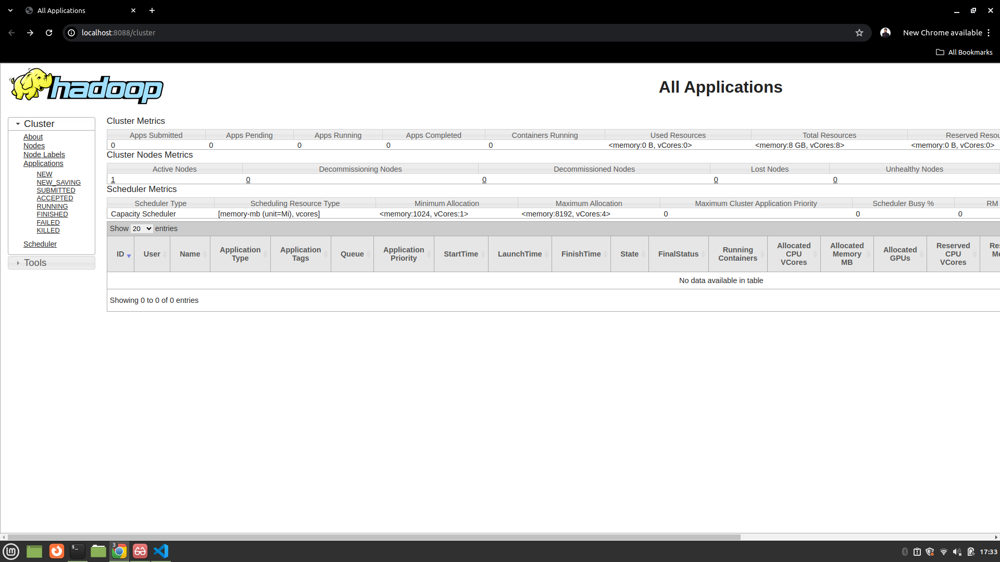 All Applications
localhost:8088/cluster
New Chrome available
All Bookmarks
hadoop
All Applications
Cluster
About
Nodes
Node Labels
Applications
NEW
NEW_SAVING
SUBMITTED
ACCEPTED
RUNNING
FINISHED
FAILED
KILLED
Scheduler
Tools
Cluster Metrics
Apps Submitted Apps Pending Apps Running Apps Completed Containers Running Used Resources Total Resources Reserved Resou
0 0 0 0 0 <memory:0 B, vCores:0> <memory:8 GB, vCores:8> <memory:0 B, vCores:0>
Cluster Nodes Metrics
Active Nodes Decommissioning Nodes Decommissioned Nodes Lost Nodes Unhealthy Nodes
1 0 0 0 0
Scheduler Metrics
Scheduler Type Scheduling Resource Type Minimum Allocation Maximum Allocation Maximum Cluster Application Priority Scheduler Busy % RM
Capacity Scheduler [memory-mb (unit=Mi), vcores] <memory:1024, vCores:1> <memory:8192, vCores:4> 0 0 0
Show 20 entries
ID User Name Application Type Application Tags Queue Application Priority StartTime LaunchTime FinishTime State FinalStatus Running Containers Allocated CPU VCores Allocated Memory MB Allocated GPUs Reserved CPU VCores Res Me
No data available in table
Showing 0 to 0 of 0 entries
3
17:33